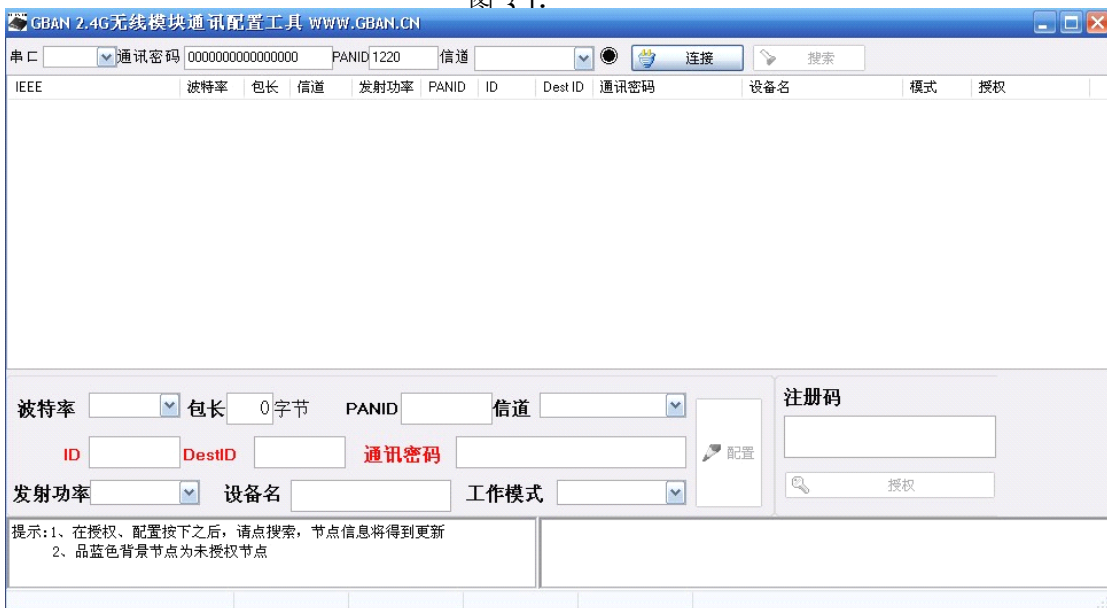 GBAN 2.4G无线模块通讯配置工具 WWW.GBAN.CN
串口 通讯密码 0000000000000000 PANID 1220 信道 连接 搜索
IEEE 波特率 包长 信道 发射功率 PANID ID Dest ID 通讯密码 设备名 模式 授权
波特率 包长 0 字节 PANID 信道 注册码
ID DestID 通讯密码 配置
发射功率 设备名 工作模式 授权
提示:1、在授权、配置按下之后，请点搜索，节点信息将得到更新
2、品蓝色背景节点为未授权节点